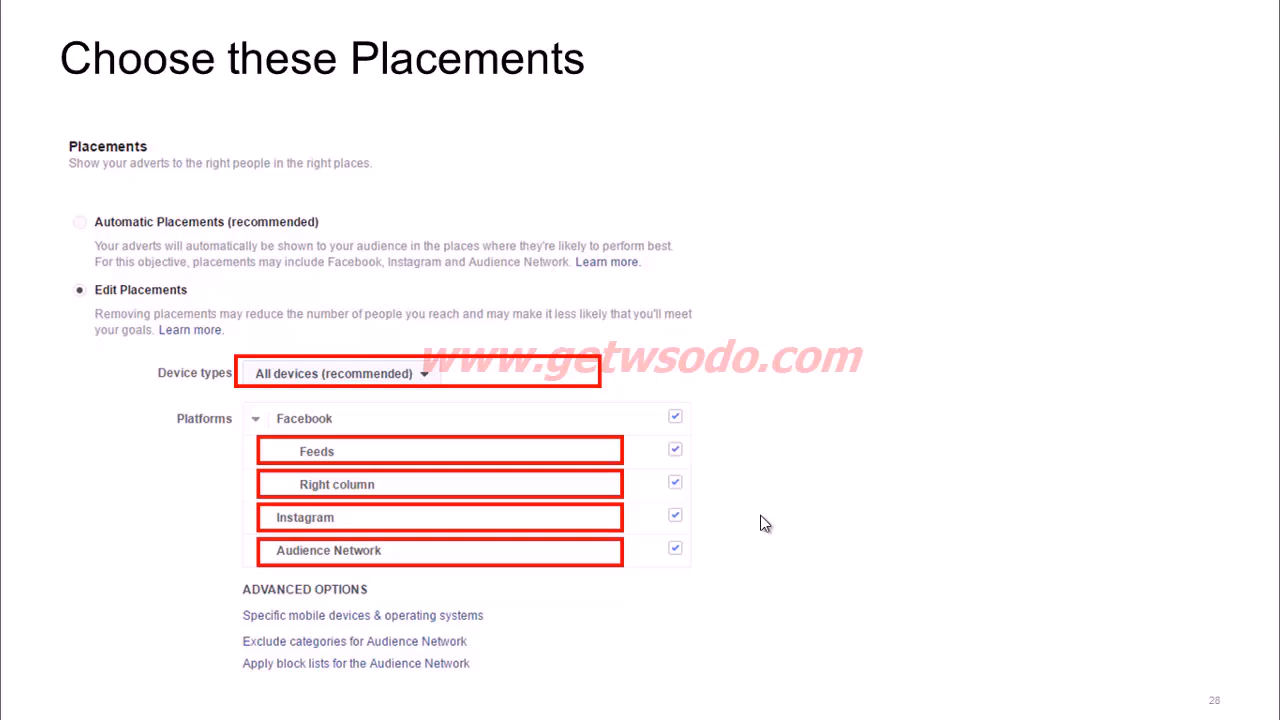 Choose these Placements
Placements
Show your adverts to the right people in the right places.
Automatic Placements (recommended)
Your adverts will automatically be shown to your audience in the places where they're likely to perform best.
For this objective, placements may include Facebook, Instagram and Audience Network. Learn more.
Edit Placements
Removing placements may reduce the number of people you reach and may make it less likely that you'll meet
your goals. Learn more.
www.getwsodo.com
Device types All devices (recommended)
Platforms Facebook
Feeds
Right column
Instagram
Audience Network
ADVANCED OPTIONS
Specific mobile devices & operating systems
Exclude categories for Audience Network
Apply block lists for the Audience Network
28